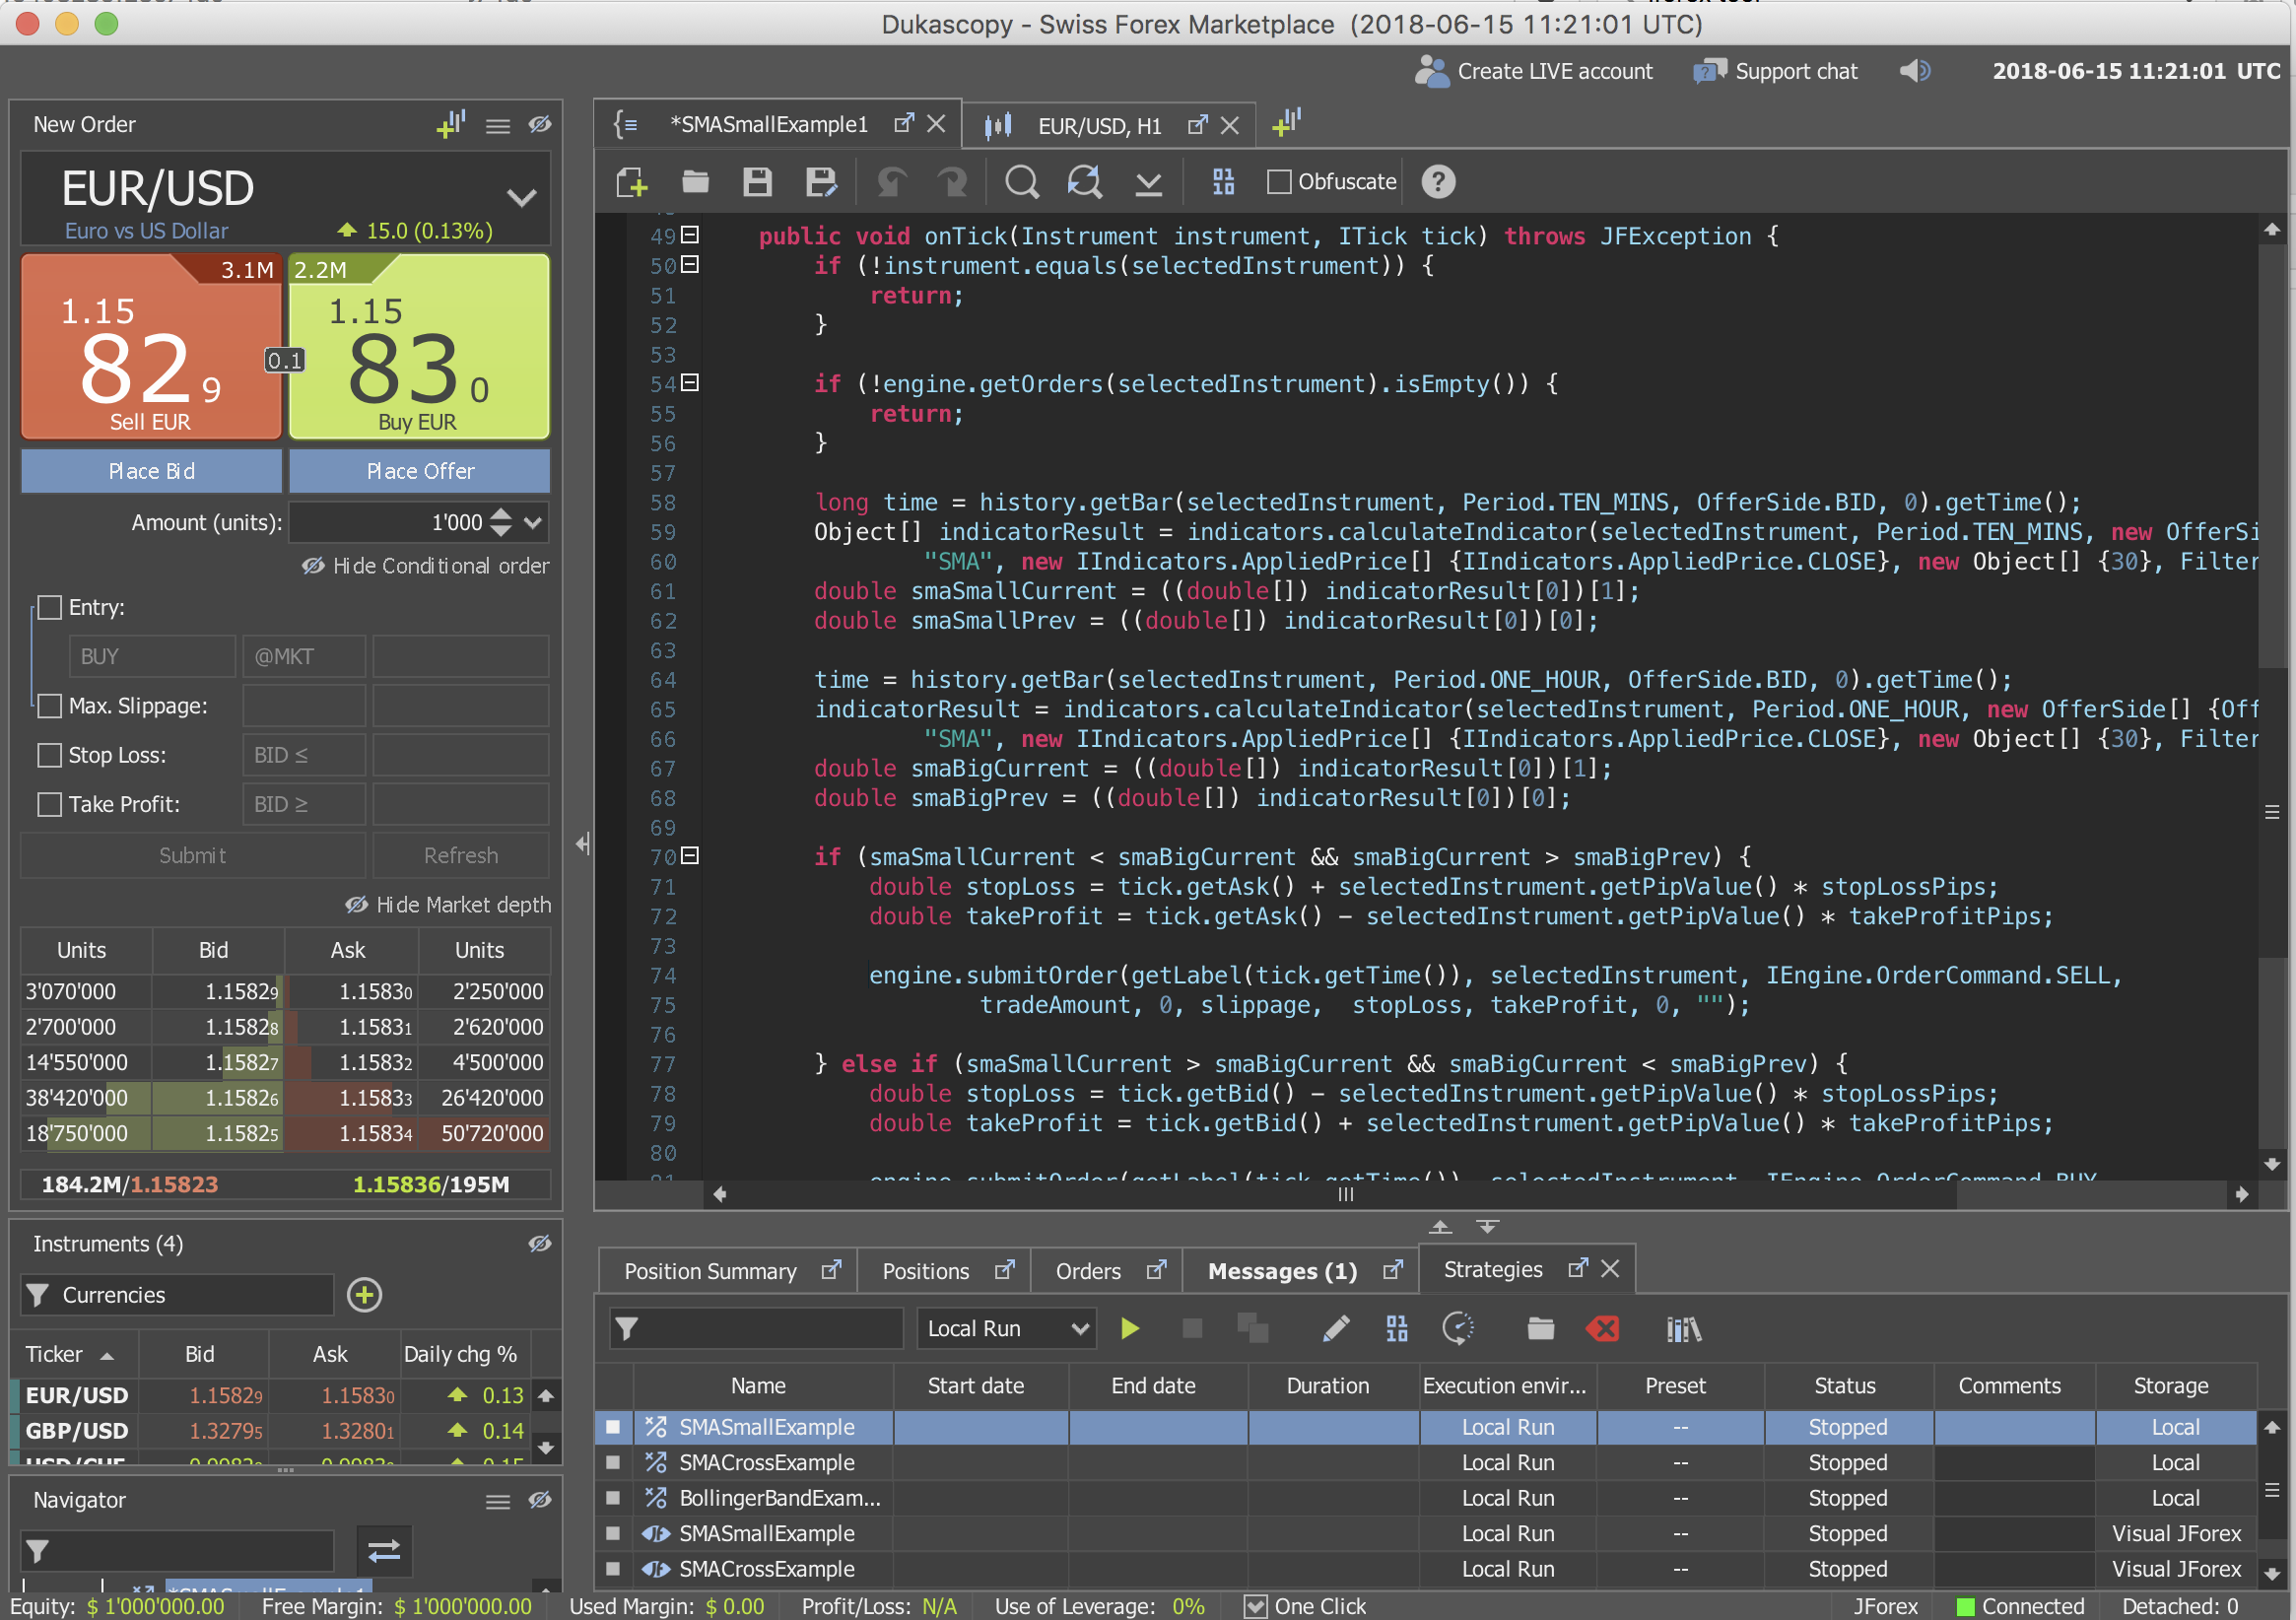 Dukascopy - Swiss Forex Marketplace (2018-06-15 11:21:01 UTC)
Create LIVE account
Support chat
2018-06-15 11:21:01 UTC
New Order
EUR/USD
Euro vs US Dollar
15.0 (0.13%)
3.1M
2.2M
1.15
82 9
Sell EUR
0.1
1.15
83 0
Buy EUR
Place Bid
Place Offer
Amount (units): 1'000
Hide Conditional order
Entry:
BUY @MKT
Max. Slippage:
Stop Loss: BID ≤
Take Profit: BID ≥
Submit Refresh
Hide Market depth
Units Bid Ask Units
3'070'000 1.15829 1.15830 2'250'000
2'700'000 1.15828 1.15831 2'620'000
14'550'000 1.15827 1.15832 4'500'000
38'420'000 1.15826 1.15833 26'420'000
18'750'000 1.15825 1.15834 50'720'000
184.2M/1.15823 1.15836/195M
Instruments (4)
Currencies
Ticker Bid Ask Daily chg %
EUR/USD 1.15829 1.15830 0.13
GBP/USD 1.32795 1.32801 0.14
Navigator
*SMASmallExample1
*SMASmallExample1
EUR/USD, H1
Obfuscate
49 public void onTick(Instrument instrument, ITick tick) throws JFException {
50 if (!instrument.equals(selectedInstrument)) {
51 return;
52 }
53
54 if (!engine.getOrders(selectedInstrument).isEmpty()) {
55 return;
56 }
57
58 long time = history.getBar(selectedInstrument, Period.TEN_MINS, OfferSide.BID, 0).getTime();
59 Object[] indicatorResult = indicators.calculateIndicator(selectedInstrument, Period.TEN_MINS, new OfferSi
60 "SMA", new IIndicators.AppliedPrice[] {IIndicators.AppliedPrice.CLOSE}, new Object[] {30}, Filter
61 double smaSmallCurrent = ((double[]) indicatorResult[0])[1];
62 double smaSmallPrev = ((double[]) indicatorResult[0])[0];
63
64 time = history.getBar(selectedInstrument, Period.ONE_HOUR, OfferSide.BID, 0).getTime();
65 indicatorResult = indicators.calculateIndicator(selectedInstrument, Period.ONE_HOUR, new OfferSide[] {Off
66 "SMA", new IIndicators.AppliedPrice[] {IIndicators.AppliedPrice.CLOSE}, new Object[] {30}, Filter
67 double smaBigCurrent = ((double[]) indicatorResult[0])[1];
68 double smaBigPrev = ((double[]) indicatorResult[0])[0];
69
70 if (smaSmallCurrent < smaBigCurrent && smaBigCurrent > smaBigPrev) {
71 double stopLoss = tick.getAsk() + selectedInstrument.getPipValue() * stopLossPips;
72 double takeProfit = tick.getAsk() - selectedInstrument.getPipValue() * takeProfitPips;
73
74 engine.submitOrder(getLabel(tick.getTime()), selectedInstrument, IEngine.OrderCommand.SELL,
75 tradeAmount, 0, slippage,  stopLoss, takeProfit, 0, "");
76
77 } else if (smaSmallCurrent > smaBigCurrent && smaBigCurrent < smaBigPrev) {
78 double stopLoss = tick.getBid() - selectedInstrument.getPipValue() * stopLossPips;
79 double takeProfit = tick.getBid() + selectedInstrument.getPipValue() * takeProfitPips;
80
Position Summary
Positions
Orders
Messages (1)
Strategies
Local Run
Name Start date End date Duration Execution envir... Preset Status Comments Storage
SMASmallExample Local Run -- Stopped Local
SMACrossExample Local Run -- Stopped Local
BollingerBandExam... Local Run -- Stopped Local
SMASmallExample Local Run -- Stopped Visual JForex
SMACrossExample Local Run -- Stopped Visual JForex
Equity: $ 1'000'000.00 Free Margin: $ 1'000'000.00 Used Margin: $ 0.00 Profit/Loss: N/A Use of Leverage: 0% One Click JForex Connected Detached: 0